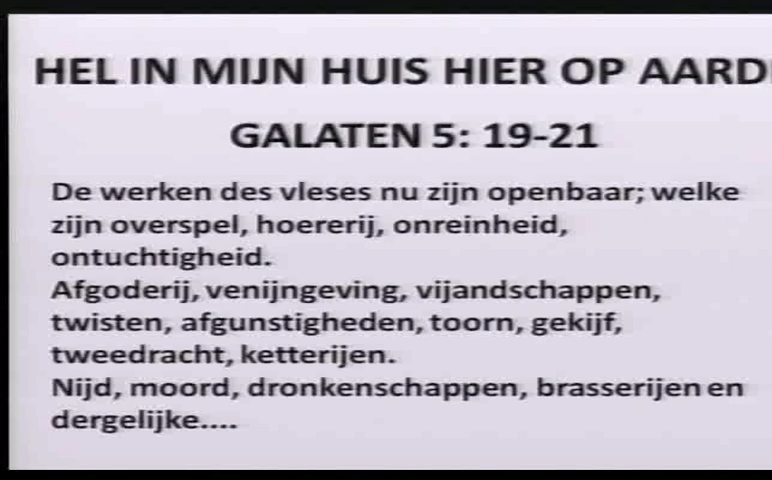 HEL IN MIJN HUIS HIER OP AARD
GALATEN 5: 19-21
De werken des vleses nu zijn openbaar; welke
zijn overspel, hoererij, onreinheid,
ontuchtigheid.
Afgoderij, venijngeving, vijandschappen,
twisten, afgunstigheden, toorn, gekijf,
tweedracht, ketterijen.
Nijd, moord, dronkenschappen, brasserijen en
dergelijke....